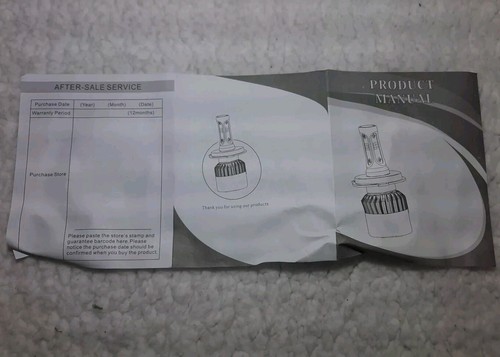 AFTER-SALE SERVICE
Purchase Date (Year) (Month) (Date)
Warranty Period (12months)
Purchase Store
Please paste the store's stamp and
guarantee barcode here. Please
notice the purchase date should be
confirmed when you buy the product.
Thank you for using our products
PRODUCT
MANUAL